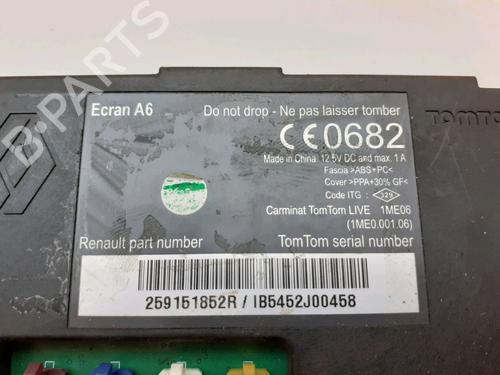 Ecran A6
Do not drop - Ne pas laisser tomber
CE0682
Made in China: 12.5V DC and max. 1 A
Fascia >ABS+PC<
Cover >PPA+30% GF<
Code ITG : 329
Carminat TomTom LIVE 1ME06
(1ME0.001.06)
Renault part number
TomTom serial number
259151852R / IB5452J00458
TOMTO